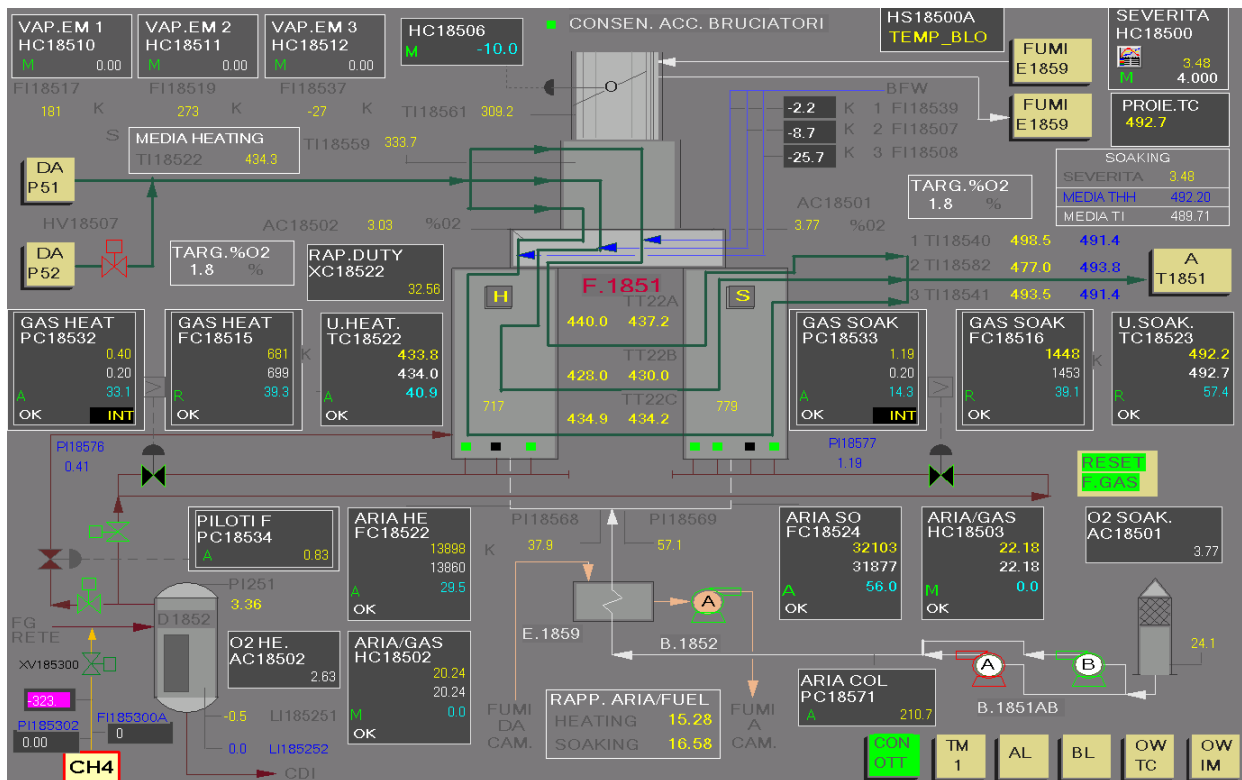 VAP.EM 1
HC18510
M 0.00
VAP.EM 2
HC18511
M 0.00
VAP.EM 3
HC18512
M 0.00
HC18506
M -10.0
CONSEN. ACC. BRUCIATORI
HS18500A
TEMP_BLO
FUMI
E1859
SEVERITA
HC18500
3.48
M 4.000
FI18517
181 K
FI18519
273 K
FI18537
-27 K
TI18561 309.2
O
BFW
-2.2 K 1 FI18539
-8.7 K 2 FI18507
-25.7 K 3 FI18508
FUMI
E1859
PROIE.TC
492.7
S
MEDIA HEATING
TI18522 434.3
TI18559 333.7
SOAKING
SEVERITA 3.48
MEDIA THH 492.20
MEDIA TI 489.71
DA
P51
TARG.%O2
1.8 %
HV18507
AC18502 3.03 %02
AC18501
3.77 %02
DA
P52
TARG.%O2
1.8 %
RAP.DUTY
XC18522
32.56
1 TI18540 498.5 491.4
2 TI18582 477.0 493.8
3 TI18541 493.5 491.4
A
T1851
H
F.1851
S
TT22A
440.0 437.2
TT22B
428.0 430.0
TT22C
434.9 434.2
717
779
GAS HEAT
PC18532
0.40
0.20
A 33.1
OK INT
GAS HEAT
FC18515
681 K
699
R 39.3
OK
U.HEAT.
TC18522
433.8
434.0
A 40.9
OK
GAS SOAK
PC18533
1.19
0.20
A 14.3
OK INT
GAS SOAK
FC18516
1448 K
1453
R 39.1
OK
U.SOAK.
TC18523
492.2
492.7
R 57.4
OK
PI18576
0.41
PI18577
1.19
RESET
F.GAS
PILOTI F
PC18534
A 0.83
ARIA HE
FC18522
13898 K
13860
A 29.5
OK
PI18568
37.9
PI18569
57.1
ARIA SO
FC18524
32103
31877
A 56.0
OK
ARIA/GAS
HC18503
22.18
22.18
M 0.0
OK
O2 SOAK.
AC18501
3.77
PI251
3.36
D1852
FG
RETE
XV185300
-323.
PI185302
0.00
FI185300A
0
CH4
O2 HE.
AC18502
2.63
ARIA/GAS
HC18502
20.24
20.24
M 0.0
OK
-0.5 LI185251
0.0 LI185252
CDI
E.1859
A
B.1852
RAPP. ARIA/FUEL
HEATING 15.28
SOAKING 16.58
FUMI
DA
CAM.
FUMI
A
CAM.
A
B
B.1851AB
24.1
ARIA COL
PC18571
A 210.7
CON
OTT
TM
1
AL
BL
OW
TC
OW
IM